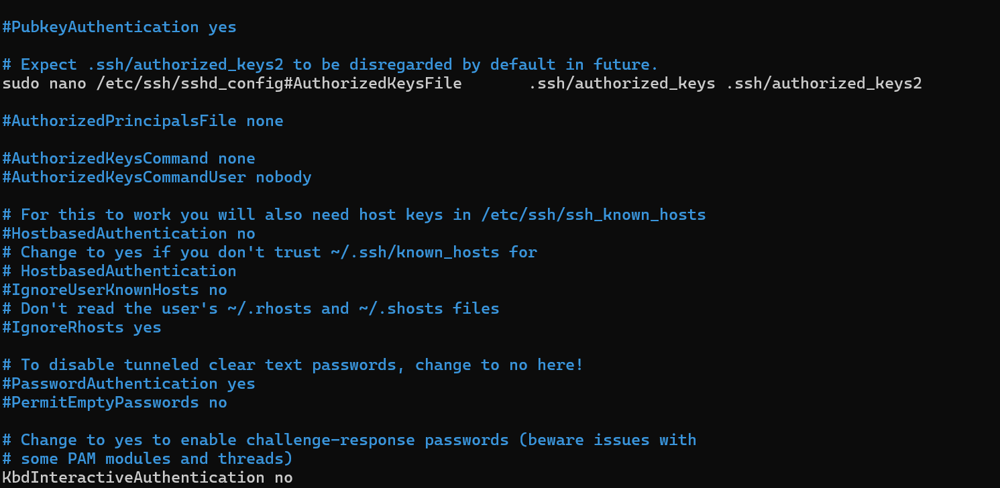 #PubkeyAuthentication yes
# Expect .ssh/authorized_keys2 to be disregarded by default in future.
sudo nano /etc/ssh/sshd_config#AuthorizedKeysFile       .ssh/authorized_keys .ssh/authorized_keys2
#AuthorizedPrincipalsFile none
#AuthorizedKeysCommand none
#AuthorizedKeysCommandUser nobody
# For this to work you will also need host keys in /etc/ssh/ssh_known_hosts
#HostbasedAuthentication no
# Change to yes if you don't trust ~/.ssh/known_hosts for
# HostbasedAuthentication
#IgnoreUserKnownHosts no
# Don't read the user's ~/.rhosts and ~/.shosts files
#IgnoreRhosts yes
# To disable tunneled clear text passwords, change to no here!
#PasswordAuthentication yes
#PermitEmptyPasswords no
# Change to yes to enable challenge-response passwords (beware issues with
# some PAM modules and threads)
KbdInteractiveAuthentication no